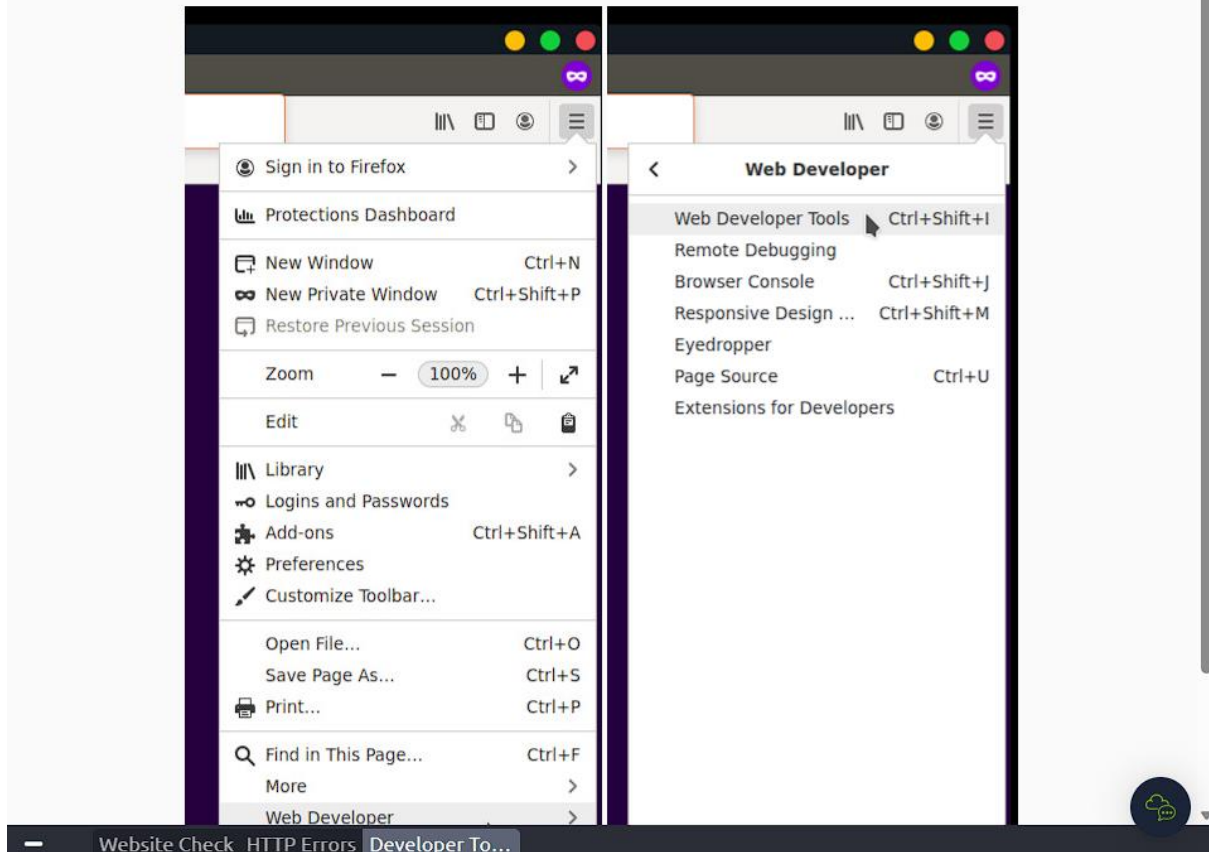 Sign in to Firefox
Protections Dashboard
New Window Ctrl+N
New Private Window Ctrl+Shift+P
Restore Previous Session
Zoom 100%
Edit
Library
Logins and Passwords
Add-ons Ctrl+Shift+A
Preferences
Customize Toolbar...
Open File... Ctrl+O
Save Page As... Ctrl+S
Print... Ctrl+P
Find in This Page... Ctrl+F
More
Web Developer
Web Developer
Web Developer Tools Ctrl+Shift+I
Remote Debugging
Browser Console Ctrl+Shift+J
Responsive Design ... Ctrl+Shift+M
Eyedropper
Page Source Ctrl+U
Extensions for Developers
Website Check HTTP Errors Developer To...